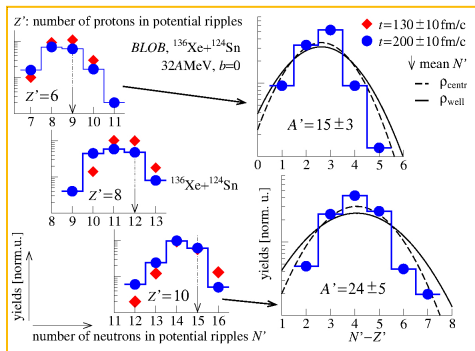 Z': number of protons in potential ripples
BLOB, ¹³⁶Xe+¹²⁴Sn
32AMeV, b=0
t=130±10fm/c
t=200±10fm/c
mean N'
ρcentr
ρwell
Z'=6
7 8 9 10 11
A'=15±3
0 1 2 3 4 5 6
Z'=8
¹³⁶Xe+¹²⁴Sn
8 9 10 11 12 13
yields [norm.u.]
Z'=10
11 12 13 14 15 16
number of neutrons in potential ripples N'
yields [norm.u.]
A'=24±5
1 2 3 4 5 6 7 8
N'-Z'